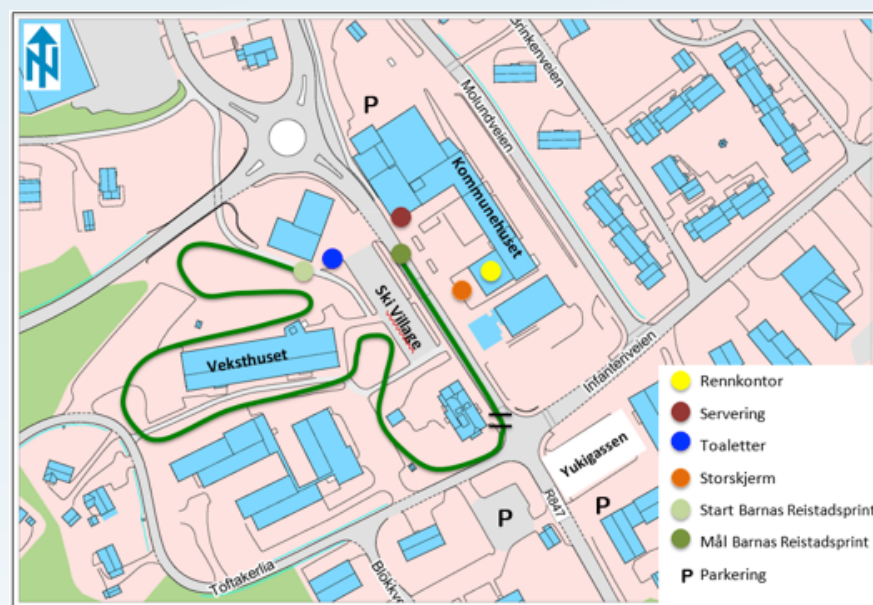 N
P
Brinkenveien
Molundveien
Kommunehuset
Ski Village
Veksthuset
Infanteriveien
Yukigassen
R847
P
P
Toftakerlia
Rennkontor
Servering
Toaletter
Storskjerm
Start Barnas Reistadsprint
Mål Barnas Reistadsprint
P Parkering